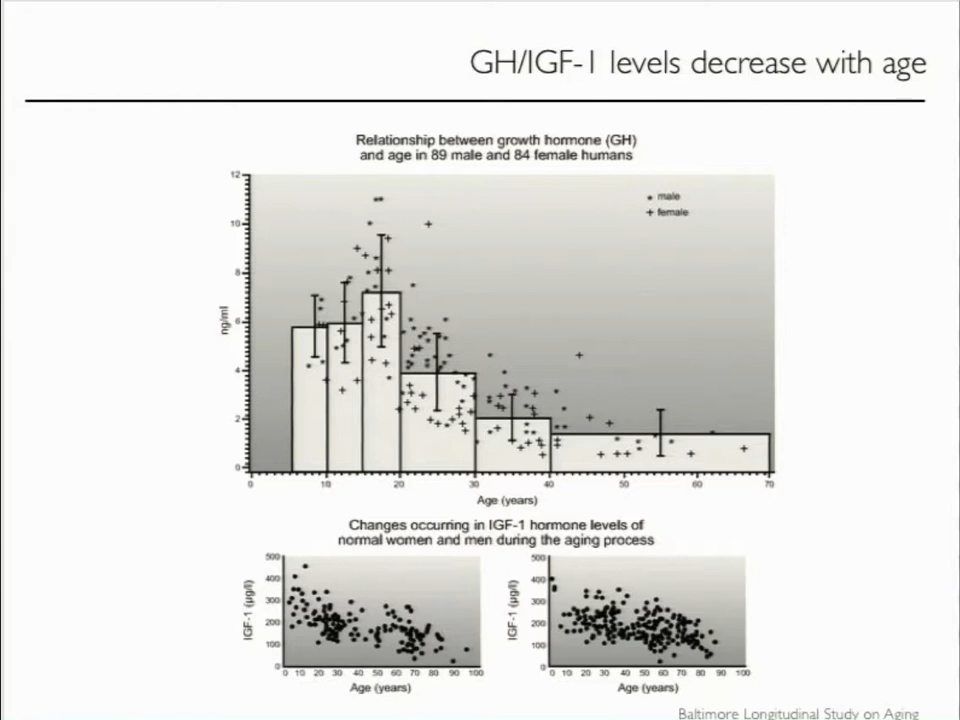 GH/IGF-1 levels decrease with age
Relationship between growth hormone (GH)
and age in 89 male and 84 female humans
12
10
8
6
4
2
0
ng/ml
male
female
0 10 20 30 40 50 60 70
Age (years)
Changes occurring in IGF-1 hormone levels of
normal women and men during the aging process
500
400
300
200
100
0
IGF-1 (µg/l)
0 10 20 30 40 50 60 70 80 90 100
Age (years)
500
400
300
200
100
0
IGF-1 (µg/l)
0 10 20 30 40 50 60 70 80 90 100
Age (years)
Baltimore Longitudinal Study on Aging